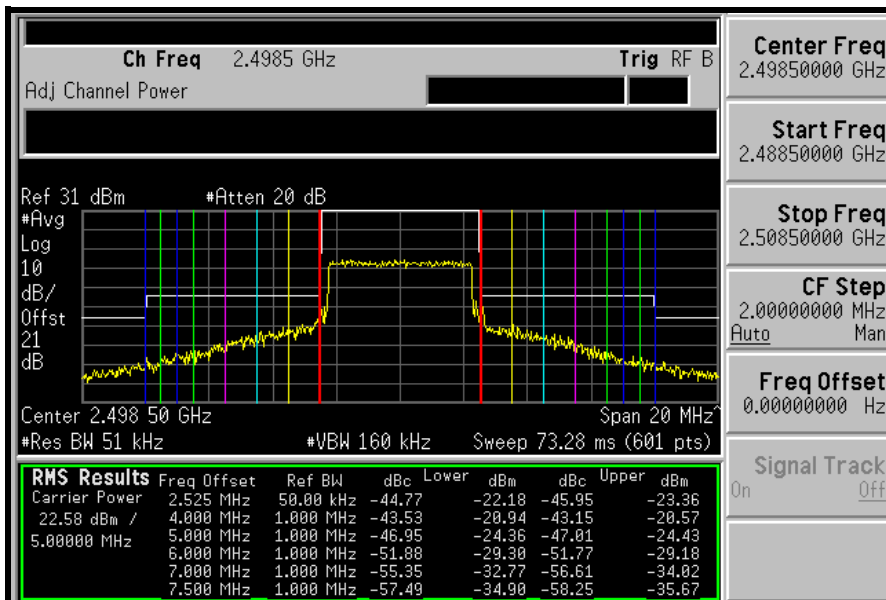 Ch Freq 2.4985 GHz Trig RF B
Adj Channel Power
Ref 31 dBm #Atten 20 dB
#Avg
Log
10
dB/
Offst
21
dB
Center 2.498 50 GHz Span 20 MHz^
#Res BW 51 kHz #VBW 160 kHz Sweep 73.28 ms (601 pts)
RMS Results Freq Offset Ref BW dBc Lower dBm dBc Upper dBm
Carrier Power 2.525 MHz 50.00 kHz -44.77 -22.18 -45.95 -23.36
22.58 dBm / 4.000 MHz 1.000 MHz -43.53 -20.94 -43.15 -20.57
5.00000 MHz 5.000 MHz 1.000 MHz -46.95 -24.36 -47.01 -24.43
6.000 MHz 1.000 MHz -51.88 -29.30 -51.77 -29.18
7.000 MHz 1.000 MHz -55.35 -32.77 -56.61 -34.02
7.500 MHz 1.000 MHz -57.49 -34.90 -58.25 -35.67
Center Freq
2.49850000 GHz
Start Freq
2.48850000 GHz
Stop Freq
2.50850000 GHz
CF Step
2.00000000 MHz
Auto Man
Freq Offset
0.00000000 Hz
Signal Track
On Off